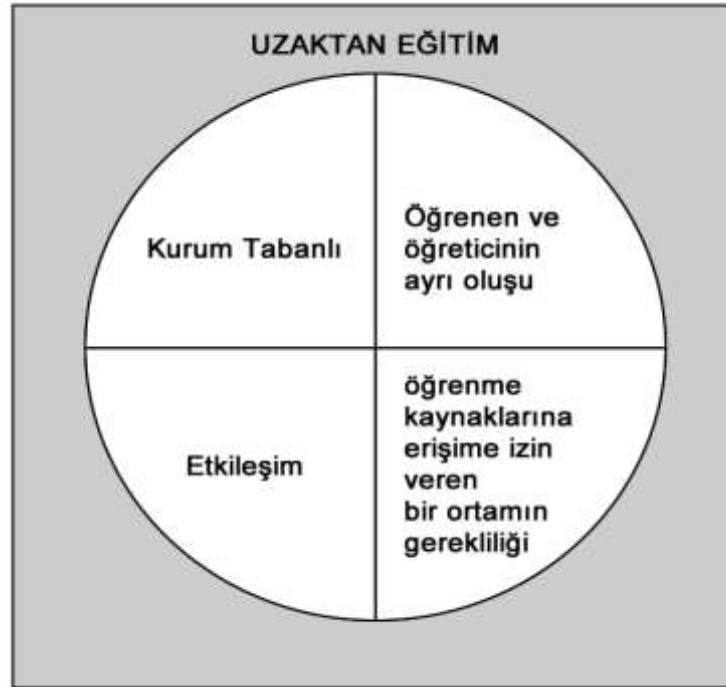 UZAKTAN EĞİTİM
Kurum Tabanlı
Öğrenen ve
öğreticinin
ayrı oluşu
Etkileşim
öğrenme
kaynaklarına
erişime izin
veren
bir ortamın
gerekliliği